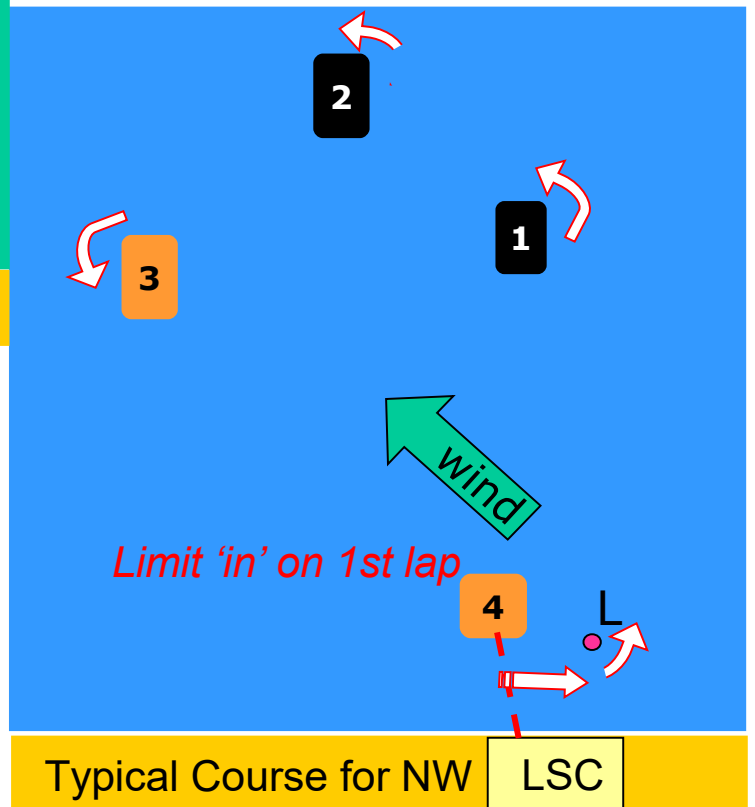 2
1
3
wind
Limit ‘in’ on 1st lap
4
L
Typical Course for NW
LSC